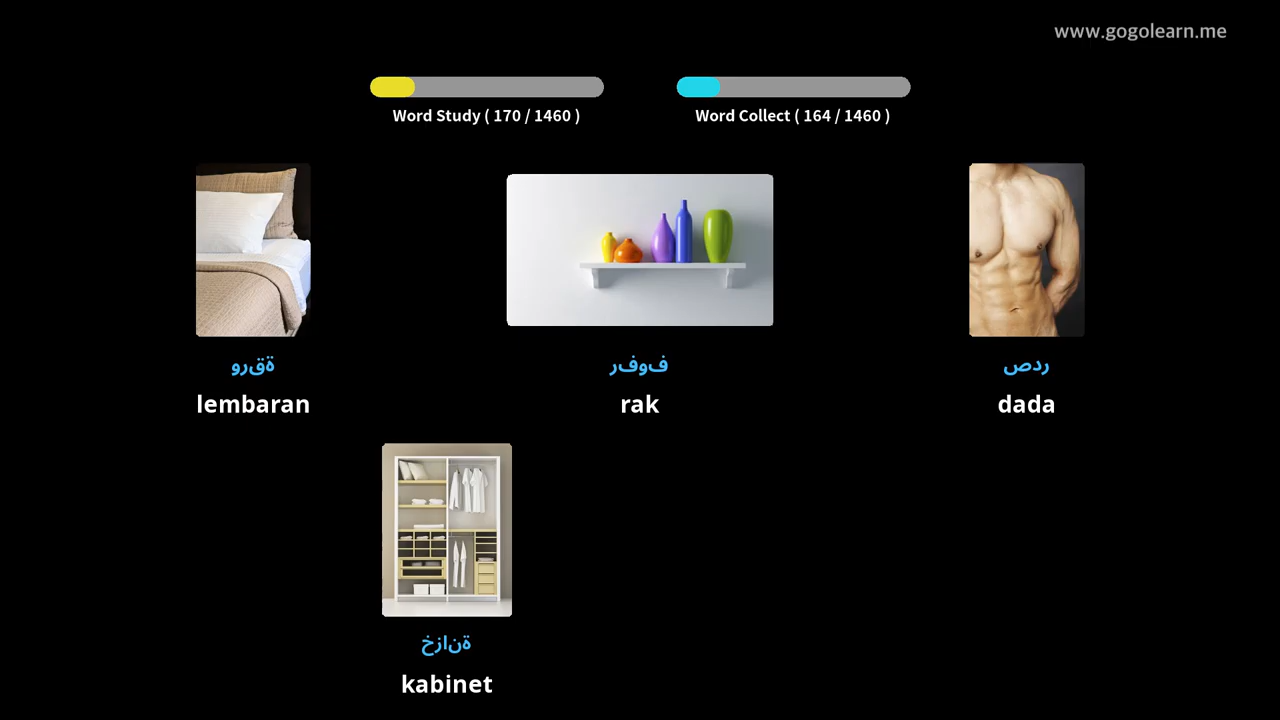 www.gogolearn.me
Word Study ( 170 / 1460 )
Word Collect ( 164 / 1460 )
ةقرو
lembaran
فوفر
rak
ردص
dada
ةنازخ
kabinet